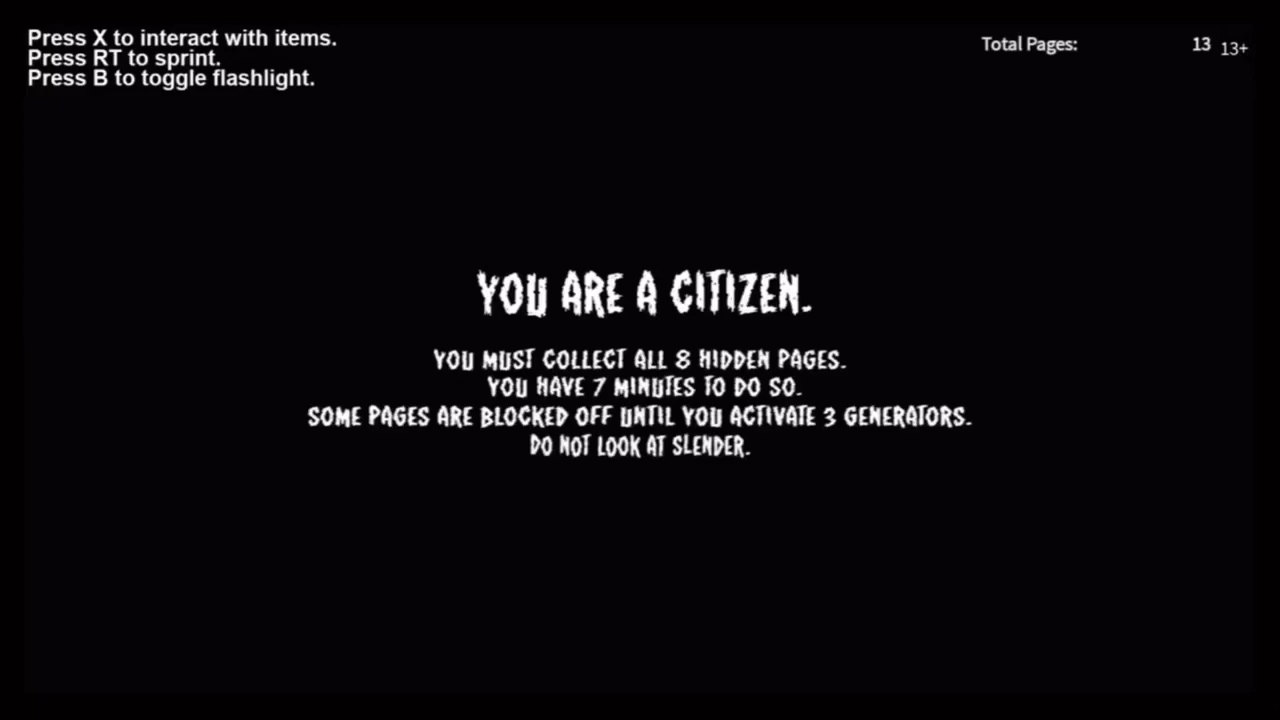 Press X to interact with items.
Press RT to sprint.
Press B to toggle flashlight.
Total Pages: 13 13+
YOU ARE A CITIZEN.
YOU MUST COLLECT ALL 8 HIDDEN PAGES.
YOU HAVE 7 MINUTES TO DO SO.
SOME PAGES ARE BLOCKED OFF UNTIL YOU ACTIVATE 3 GENERATORS.
DO NOT LOOK AT SLENDER.